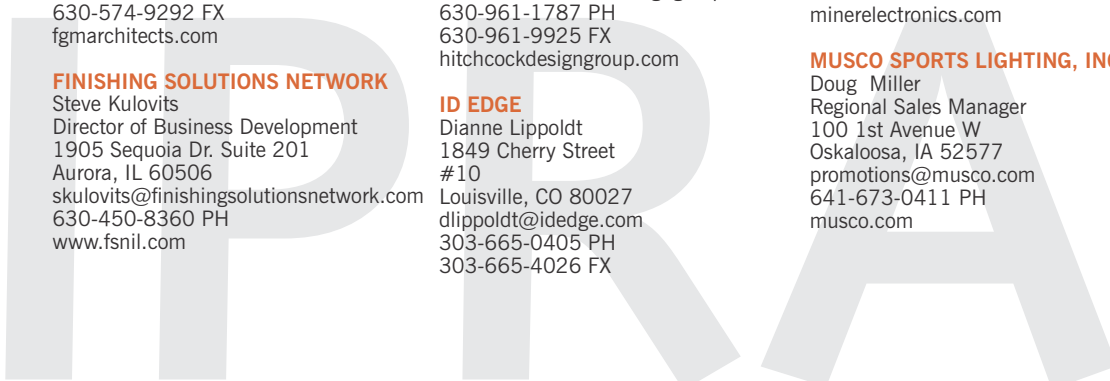 630-574-9292 FX
fgmarchitects.com
FINISHING SOLUTIONS NETWORK
Steve Kulovits
Director of Business Development
1905 Sequoia Dr. Suite 201
Aurora, IL 60506
skulovits@finishingsolutionsnetwork.com
630-450-8360 PH
www.fsnil.com
630-961-1787 PH
630-961-9925 FX
hitchcockdesigngroup.com
ID EDGE
Dianne Lippoldt
1849 Cherry Street
#10
Louisville, CO 80027
dlippoldt@idedge.com
303-665-0405 PH
303-665-4026 FX
minerelectronics.com
MUSCO SPORTS LIGHTING, INC
Doug Miller
Regional Sales Manager
100 1st Avenue W
Oskaloosa, IA 52577
promotions@musco.com
641-673-0411 PH
musco.com
IPRA